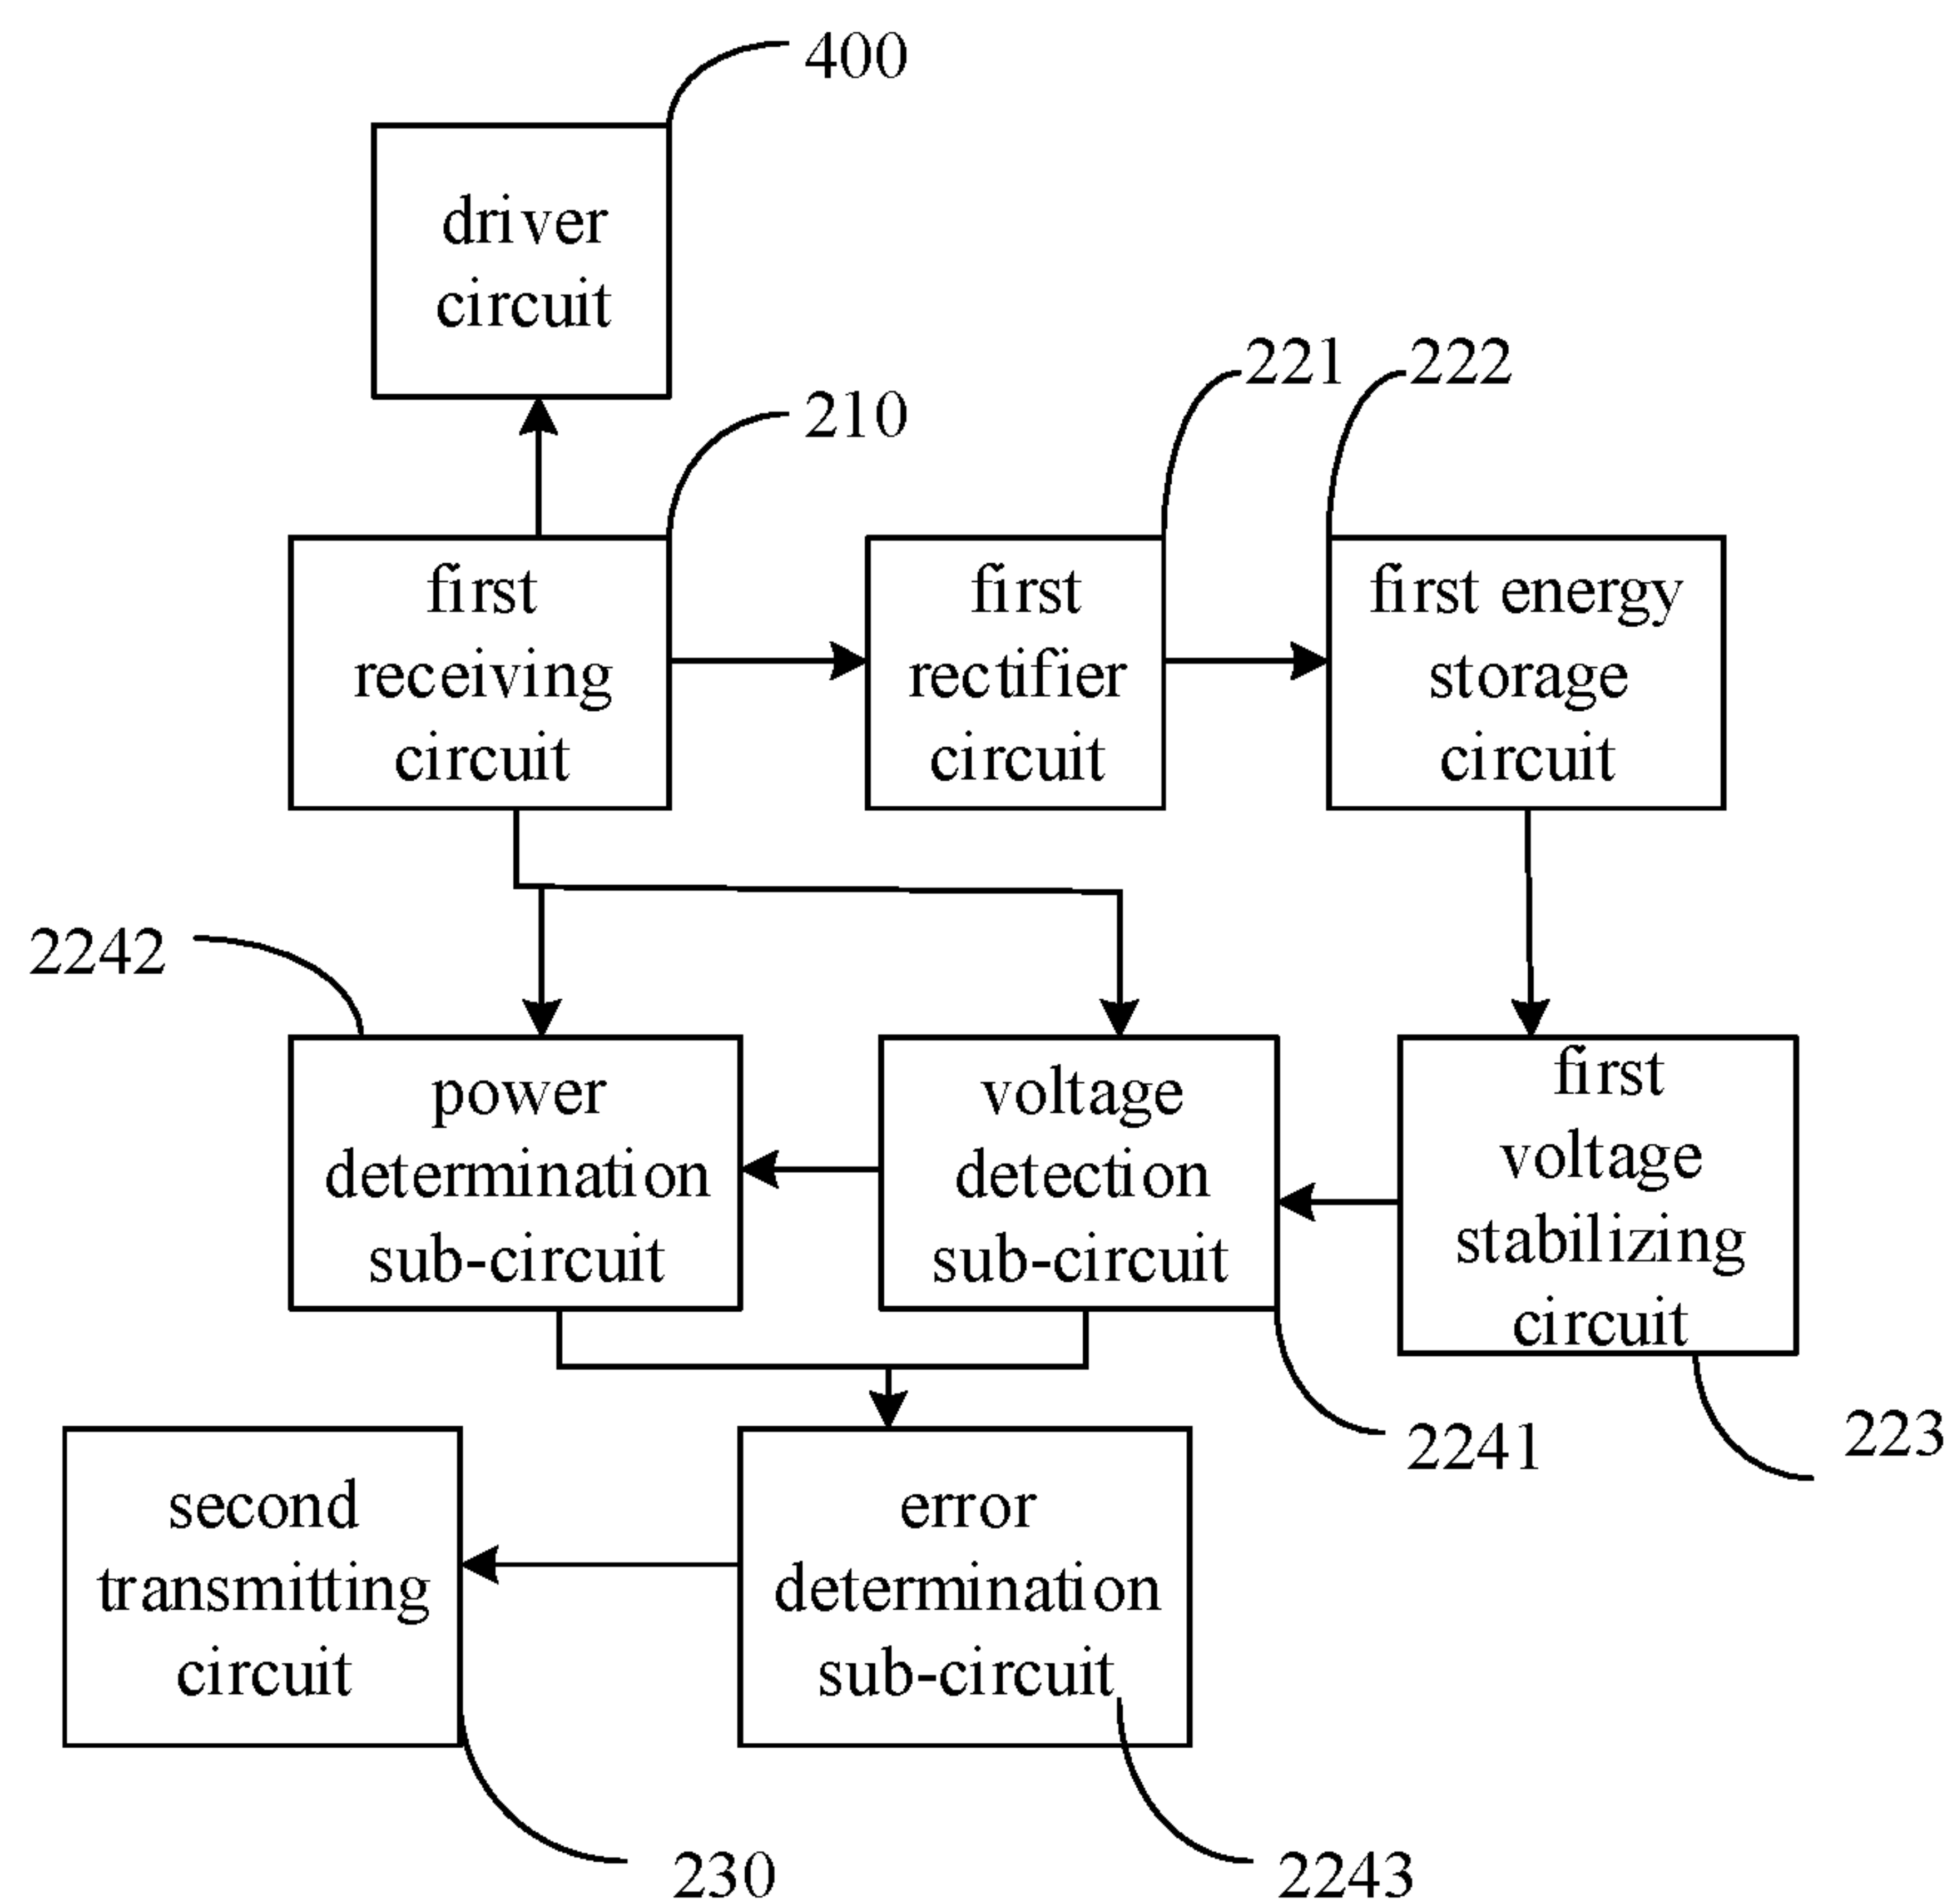 400
driver
circuit
210
221
222
first
receiving
circuit
first
rectifier
circuit
first energy
storage
circuit
2242
power
determination
sub-circuit
voltage
detection
sub-circuit
first
voltage
stabilizing
circuit
2241
223
second
transmitting
circuit
error
determination
sub-circuit
230
2243